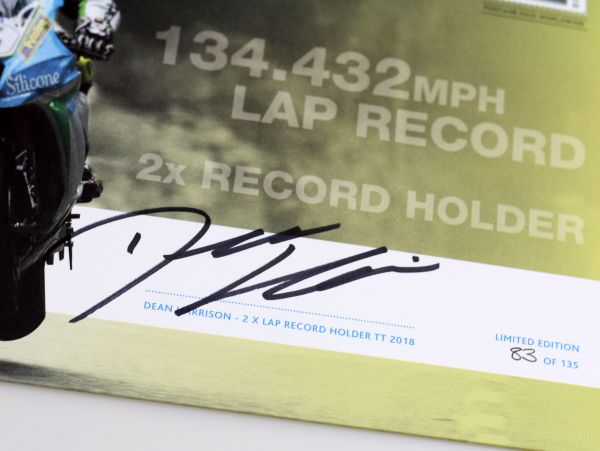 Silicone
134.432MPH
LAP RECORD
2x RECORD HOLDER
DEAN HARRISON - 2 X LAP RECORD HOLDER TT 2018
LIMITED EDITION
83 OF 135